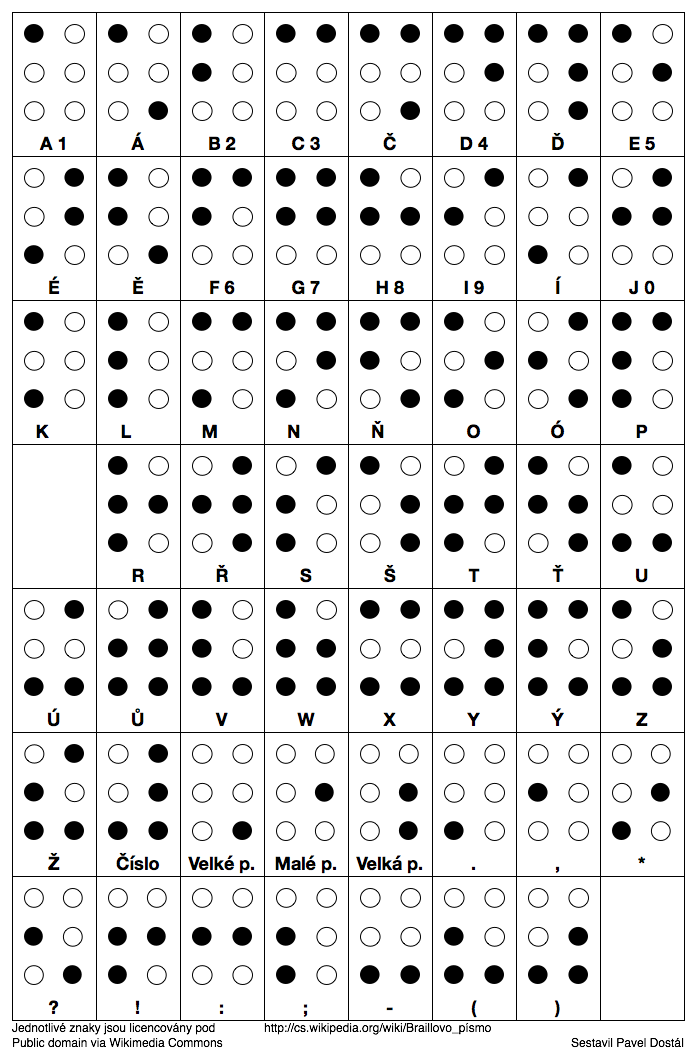 A 1 Á B 2 C 3 Č D 4 Ď E 5
É Ě F 6 G 7 H 8 I 9 Í J 0
K L M N Ň O Ó P
R Ř S Š T Ť U
Ú Ů V W X Y Ý Z
Ž Číslo Velké p. Malé p. Velká p. . , *
? ! : ; - ( )
Jednotlivé znaky jsou licencovány pod http://cs.wikipedia.org/wiki/Braillovo_písmo
Public domain via Wikimedia Commons Sestavil Pavel Dostál